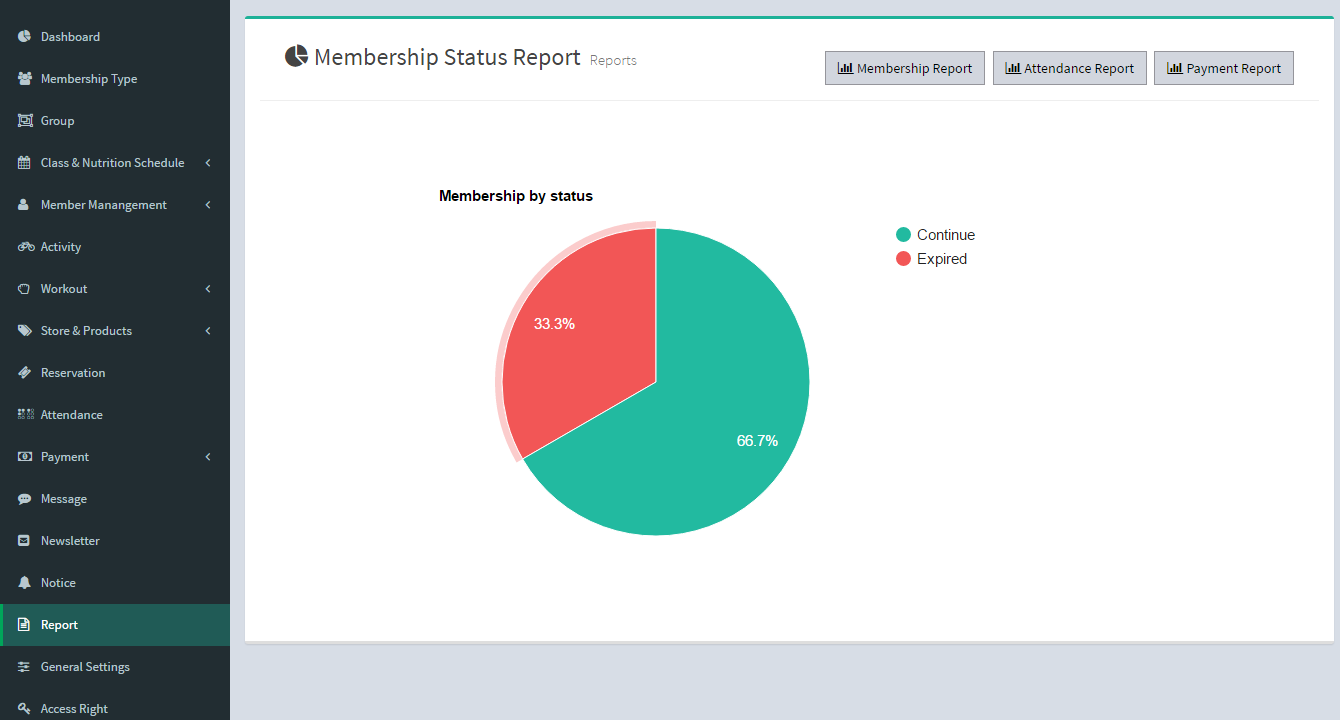 Dashboard
Membership Type
Group
Class & Nutrition Schedule
Member Manangement
Activity
Workout
Store & Products
Reservation
Attendance
Payment
Message
Newsletter
Notice
Report
General Settings
Access Right
Membership Status Report Reports
Membership Report Attendance Report Payment Report
Membership by status
Continue
Expired
33.3%
66.7%